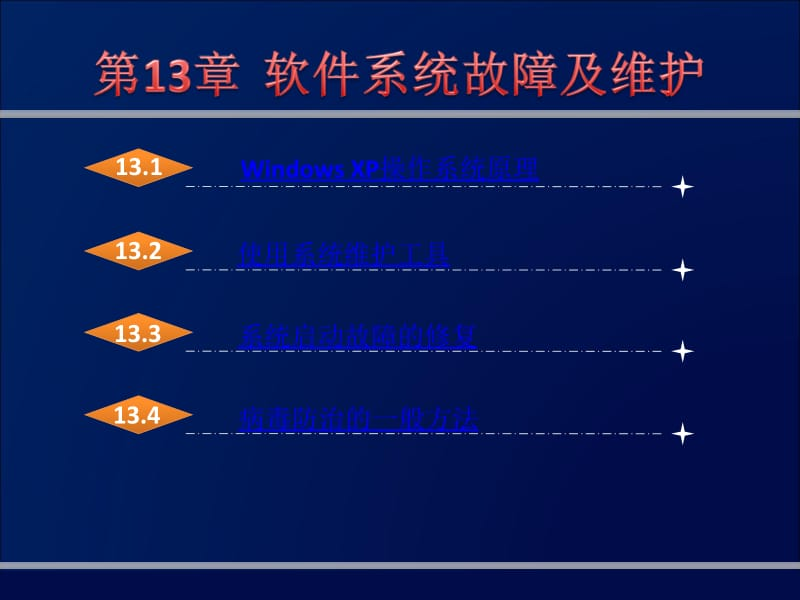 第13章 软件系统故障及维护
13.1 Windows XP操作系统原理
13.2 使用系统维护工具
13.3 系统启动故障的修复
13.4 病毒防治的一般方法